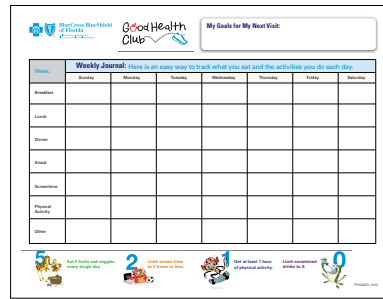 BlueCross BlueShield
of Florida
Good Health
Club
My Goals for My Next Visit:
Week:
Weekly Journal: Here is an easy way to track what you eat and the activities you do each day.
Sunday Monday Tuesday Wednesday Thursday Friday Saturday
Breakfast
Lunch
Dinner
Snack
Screentime
Physical
Activity
Other
5 Eat 5 fruits and veggies
every single day.
2 Limit screen time
to 2 hours or less.
1 Get at least 1 hour
of physical activity.
Limit sweetened
drinks to 0. 0